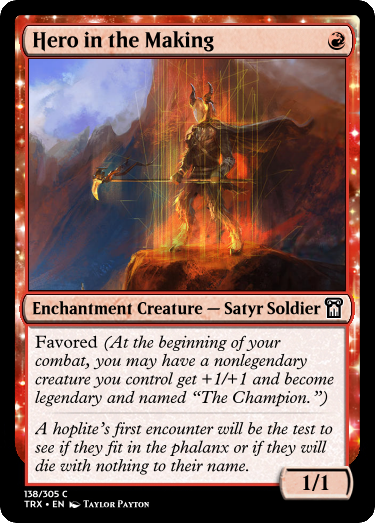 Hero in the Making
Enchantment Creature — Satyr Soldier
Favored (At the beginning of your
combat, you may have a nonlegendary
creature you control get +1/+1 and become
legendary and named “The Champion.”)
A hoplite's first encounter will be the test to
see if they fit in the phalanx or if they will
die with nothing to their name.
1/1
138/305 C
TRX • EN Taylor Payton